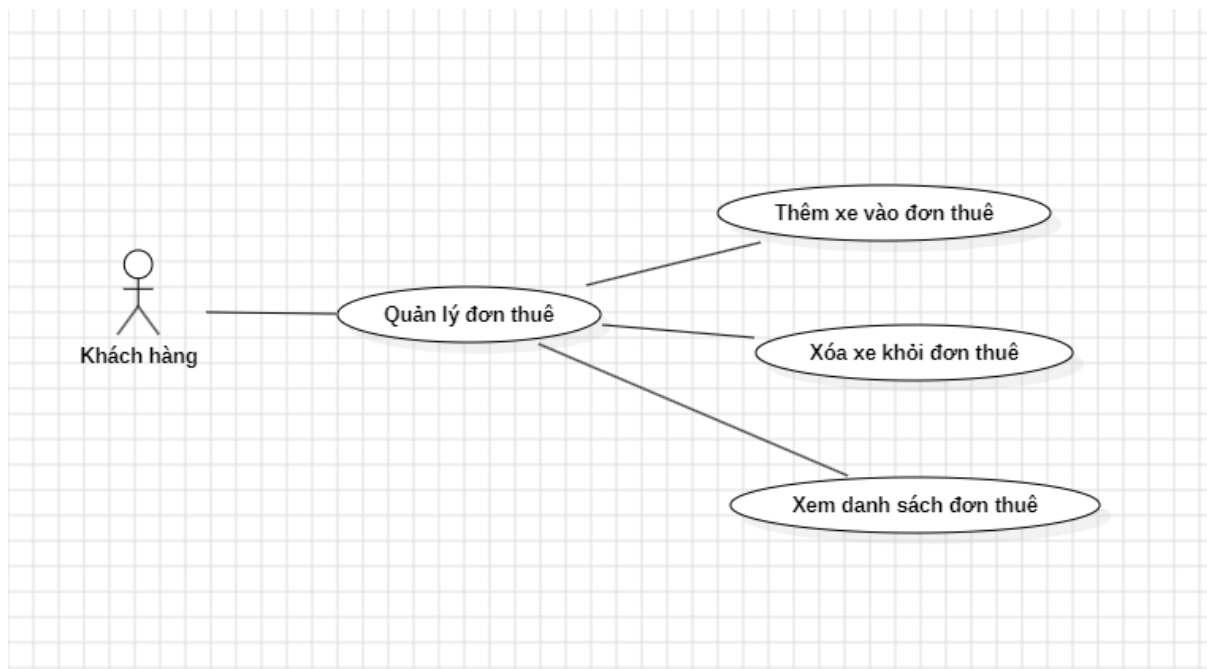 Thêm xe vào đơn thuê
Quản lý đơn thuê
Khách hàng
Xóa xe khỏi đơn thuê
Xem danh sách đơn thuê